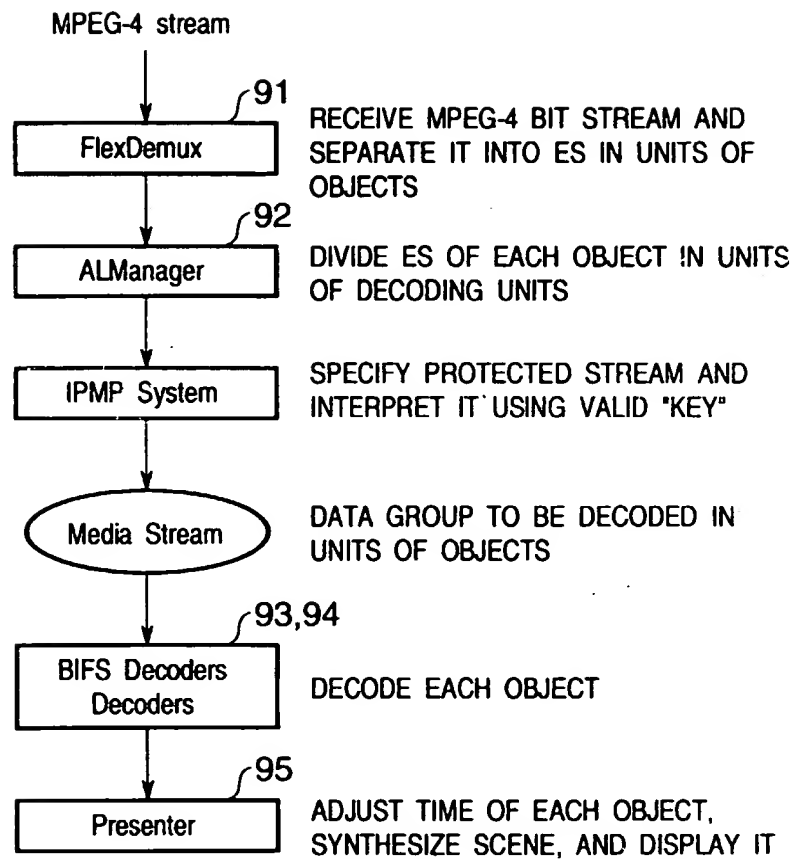 MPEG-4 stream
91
FlexDemux
RECEIVE MPEG-4 BIT STREAM AND
SEPARATE IT INTO ES IN UNITS OF
OBJECTS
92
ALManager
DIVIDE ES OF EACH OBJECT IN UNITS
OF DECODING UNITS
IPMP System
SPECIFY PROTECTED STREAM AND
INTERPRET IT USING VALID "KEY"
Media Stream
DATA GROUP TO BE DECODED IN
UNITS OF OBJECTS
93,94
BIFS Decoders
Decoders
DECODE EACH OBJECT
95
Presenter
ADJUST TIME OF EACH OBJECT,
SYNTHESIZE SCENE, AND DISPLAY IT